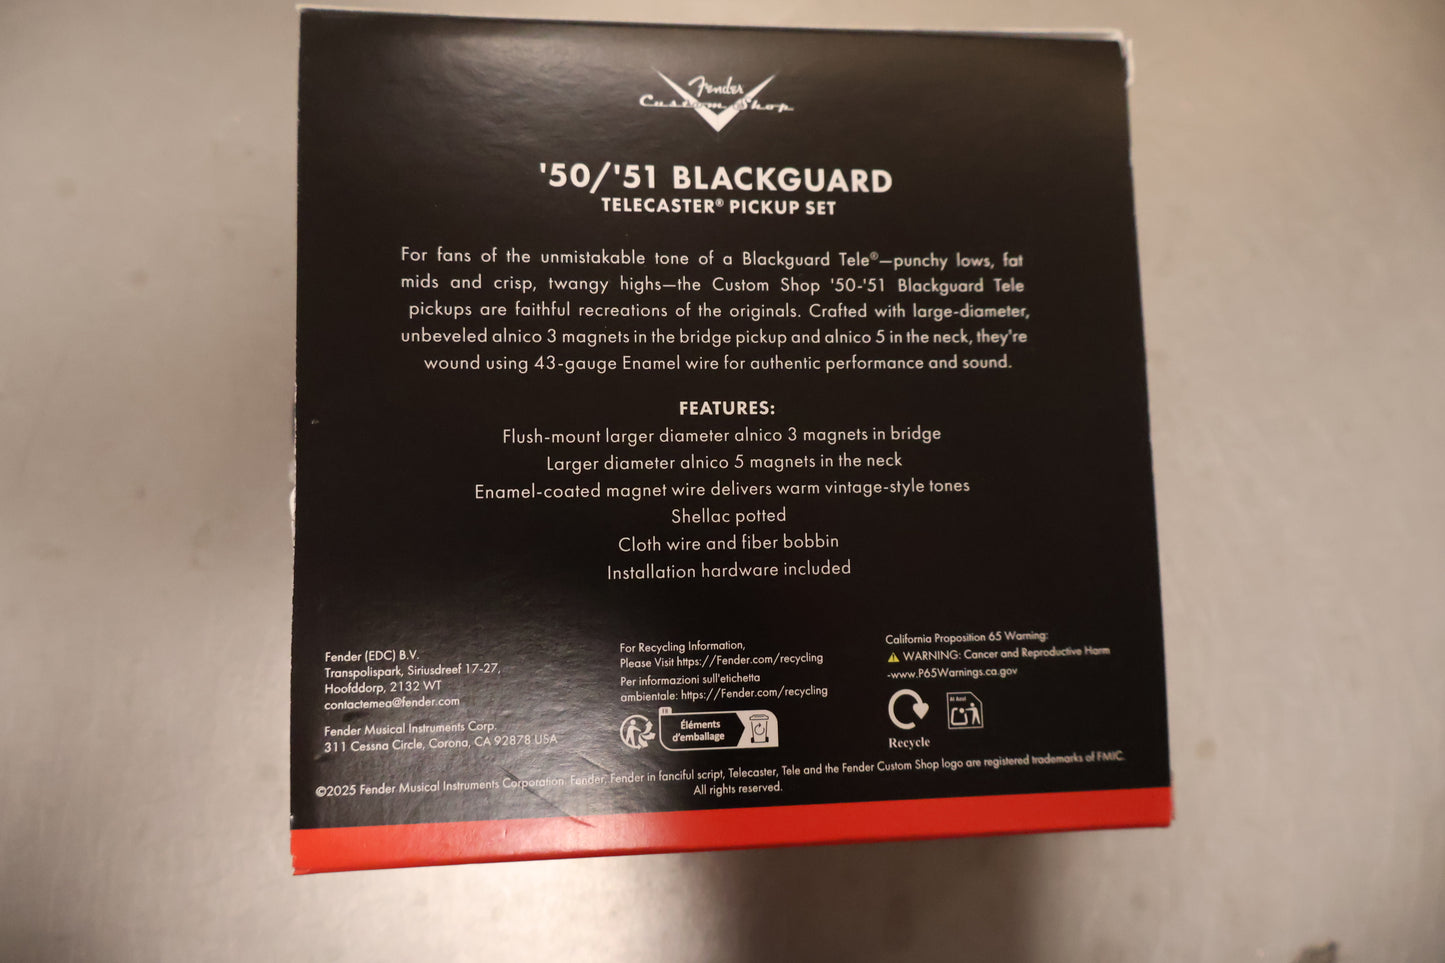 Fender
Custom Shop
'50/'51 BLACKGUARD
TELECASTER® PICKUP SET
For fans of the unmistakable tone of a Blackguard Tele®—punchy lows, fat
mids and crisp, twangy highs—the Custom Shop '50-'51 Blackguard Tele
pickups are faithful recreations of the originals. Crafted with large-diameter,
unbeveled alnico 3 magnets in the bridge pickup and alnico 5 in the neck, they're
wound using 43-gauge Enamel wire for authentic performance and sound.
FEATURES:
Flush-mount larger diameter alnico 3 magnets in bridge
Larger diameter alnico 5 magnets in the neck
Enamel-coated magnet wire delivers warm vintage-style tones
Shellac potted
Cloth wire and fiber bobbin
Installation hardware included
Fender (EDC) B.V.
Transpolispark, Siriusdreef 17-27,
Hoofddorp, 2132 WT
contactemea@fender.com
Fender Musical Instruments Corp.
311 Cessna Circle, Corona, CA 92878 USA
For Recycling Information,
Please Visit https://Fender.com/recycling
Per informazioni sull'etichetta
ambientale: https://Fender.com/recycling
FR
Éléments
d'emballage
California Proposition 65 Warning:
⚠ WARNING: Cancer and Reproductive Harm
-www.P65Warnings.ca.gov
Recycle
©2025 Fender Musical Instruments Corporation. Fender, Fender in fanciful script, Telecaster, Tele and the Fender Custom Shop logo are registered trademarks of FMIC.
All rights reserved.